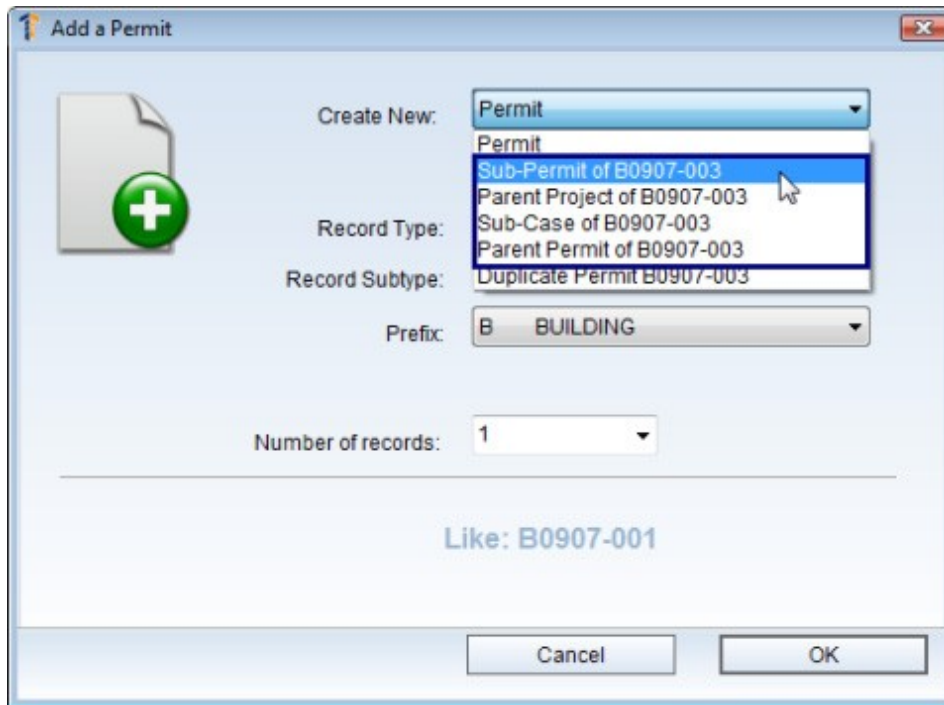 Add a Permit
Create New: Permit
Permit
Sub-Permit of B0907-003
Parent Project of B0907-003
Sub-Case of B0907-003
Record Type:
Parent Permit of B0907-003
Record Subtype: Duplicate Permit B0907-003
Prefix: B BUILDING
Number of records: 1
Like: B0907-001
Cancel OK